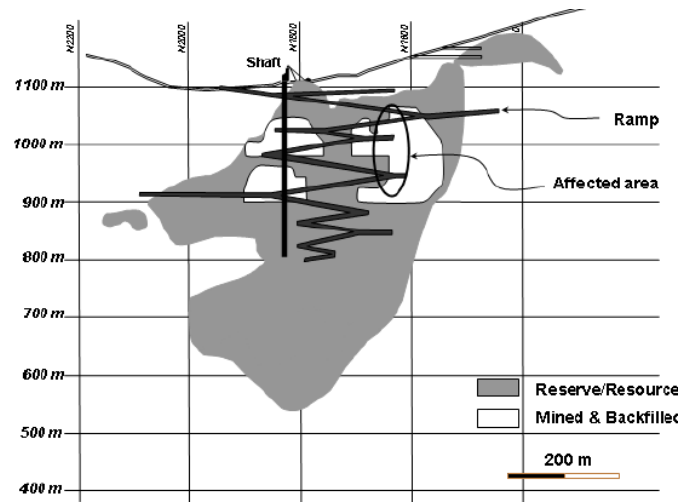 N2200
N2000
N1800
N1600
Shaft
1100 m
Ramp
1000 m
Affected area
900 m
800 m
700 m
600 m
Reserve/Resource
Mined & Backfilled
500 m
200 m
400 m